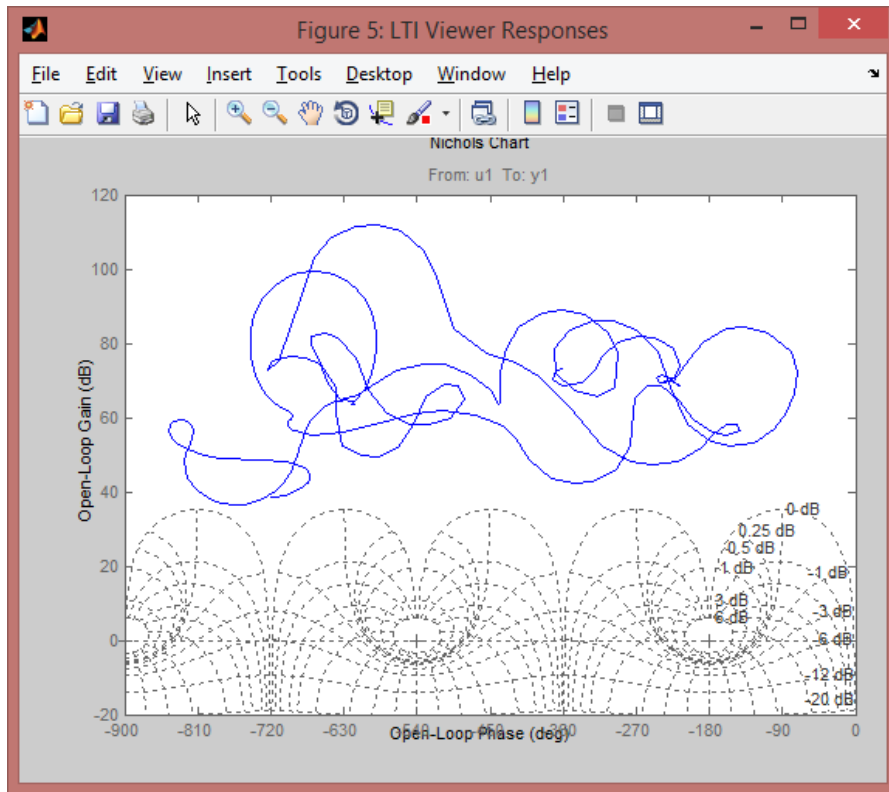 Figure 5: LTI Viewer Responses
File Edit View Insert Tools Desktop Window Help
Nichols Chart
From: u1 To: y1
120
100
80
60
40
20
0
-20
Open-Loop Gain (dB)
0 dB
0.25 dB
0.5 dB
-1 dB
1 dB
3 dB
-3 dB
6 dB
-6 dB
-12 dB
-20 dB
-900 -810 -720 -630 -540 -450 -360 -270 -180 -90 0
Open-Loop Phase (deg)